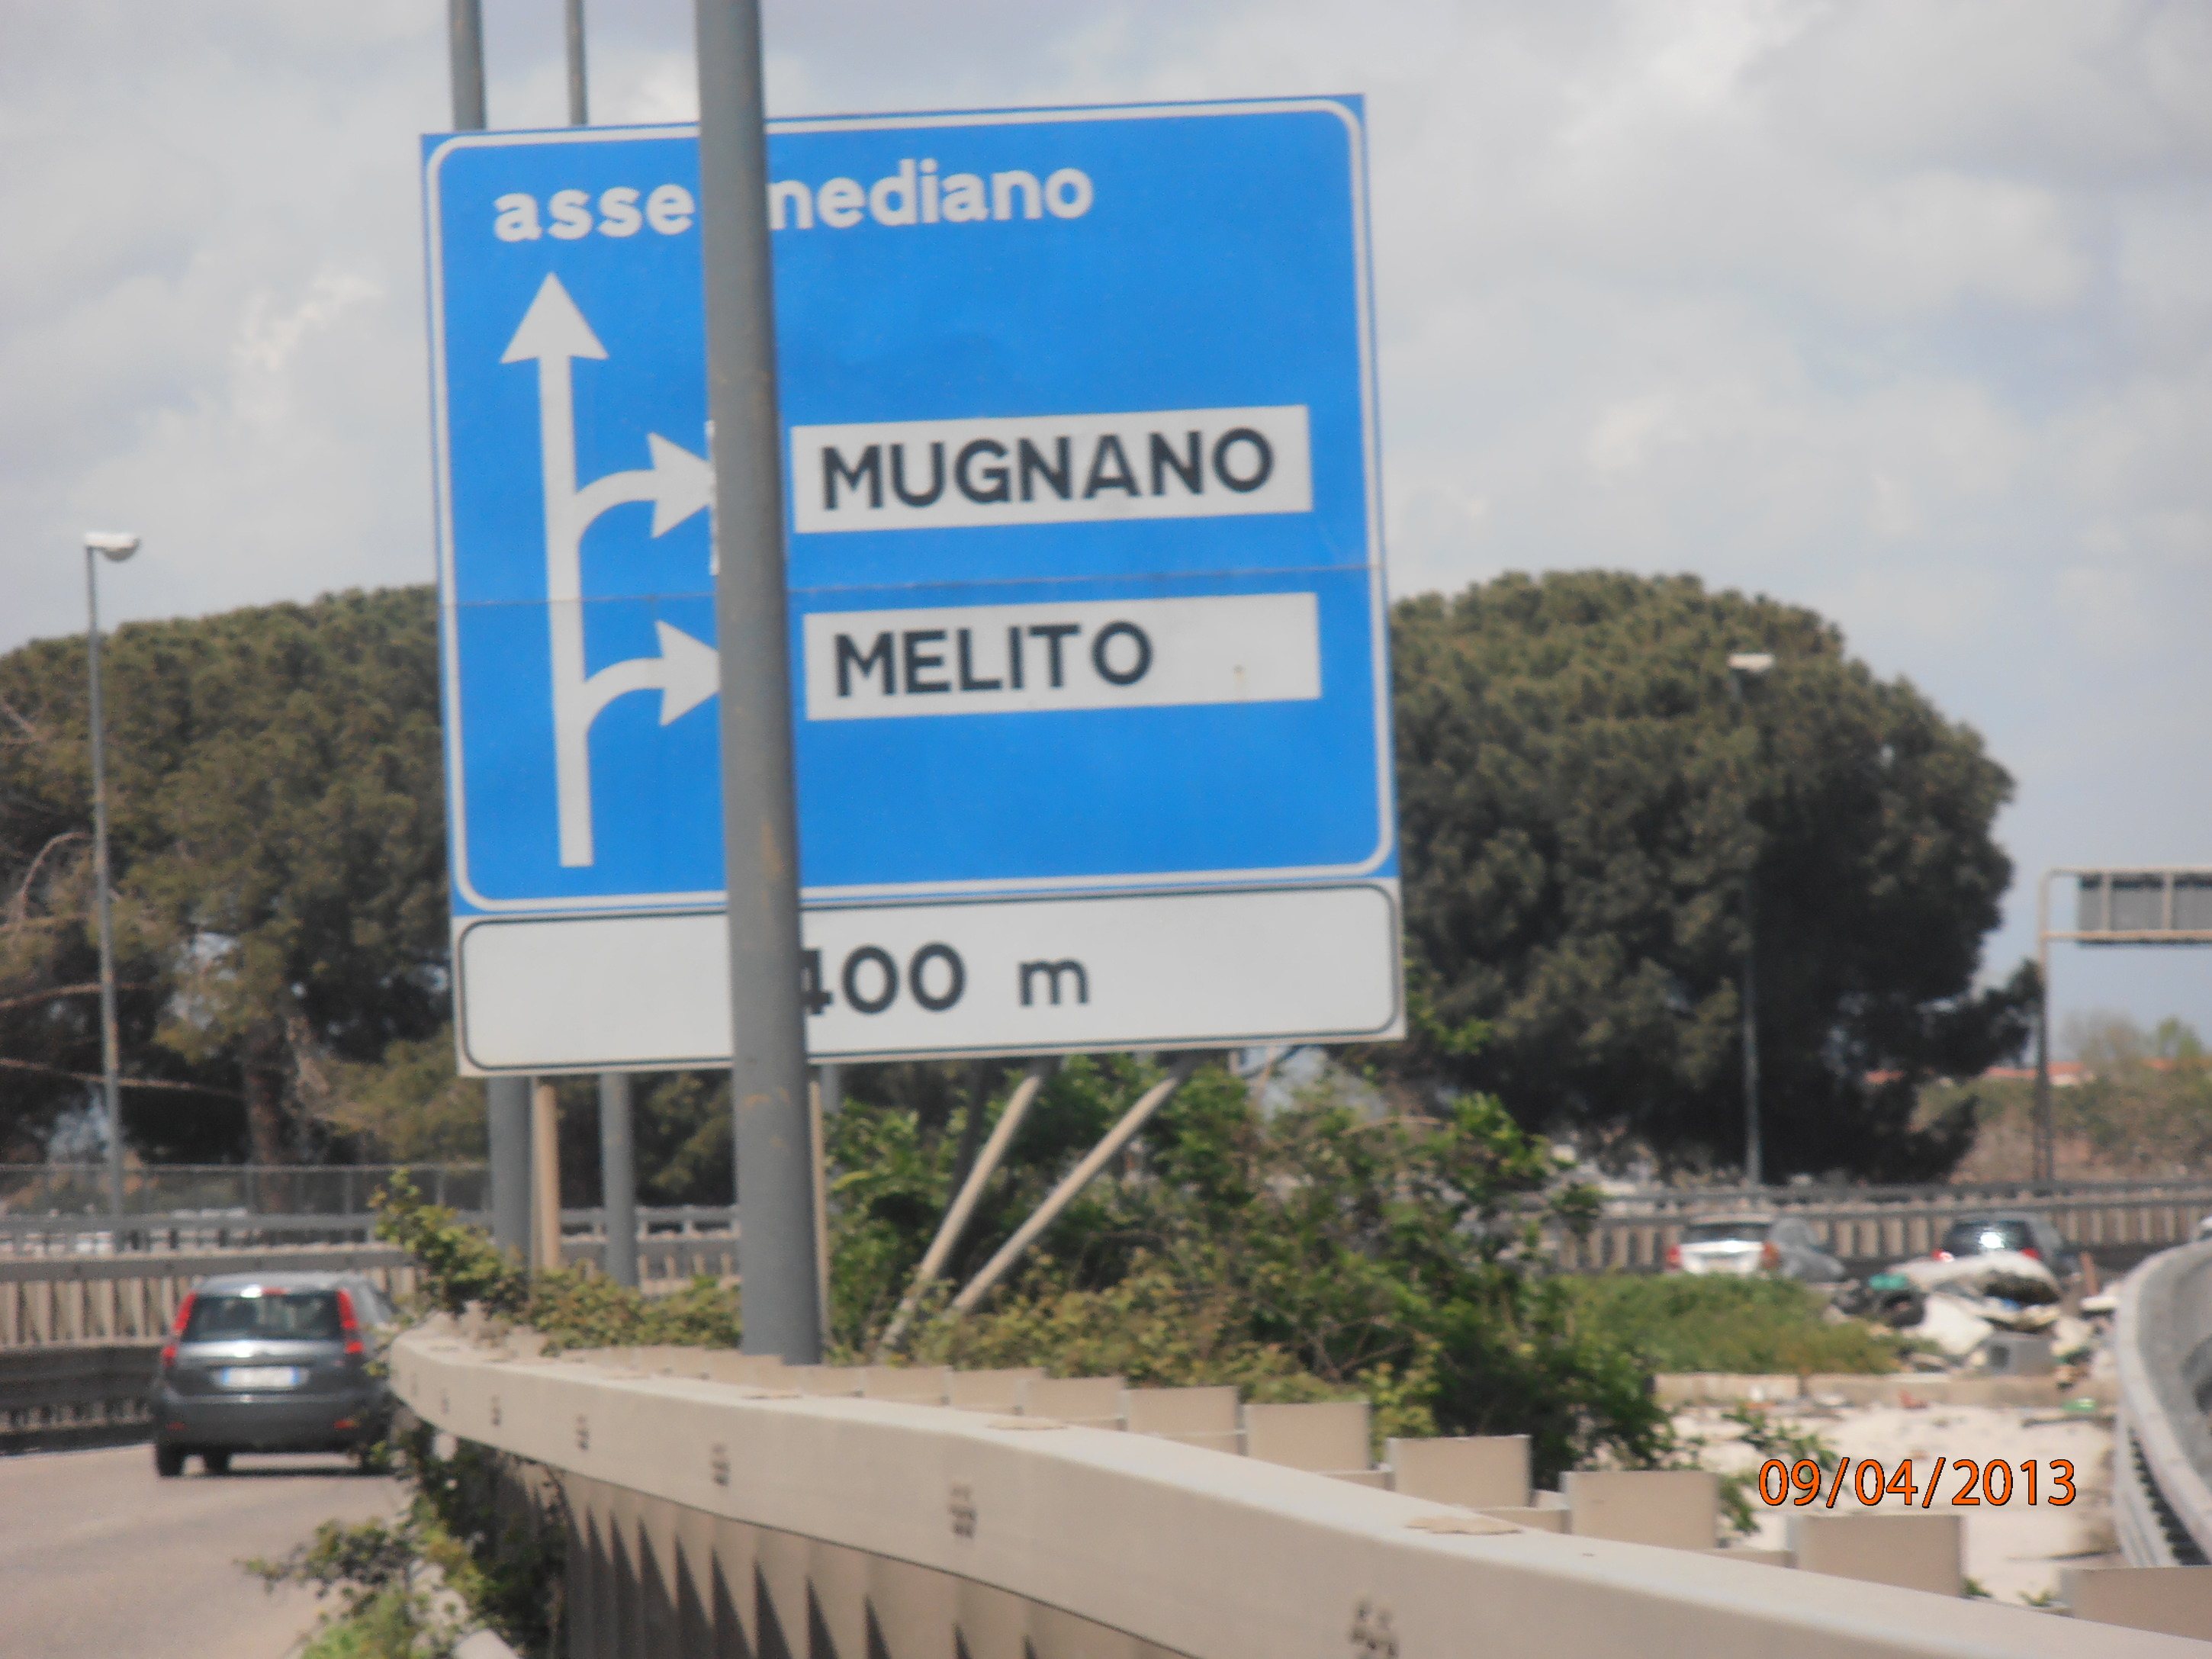 asse mediano
MUGNANO
MELITO
400 m
09/04/2013